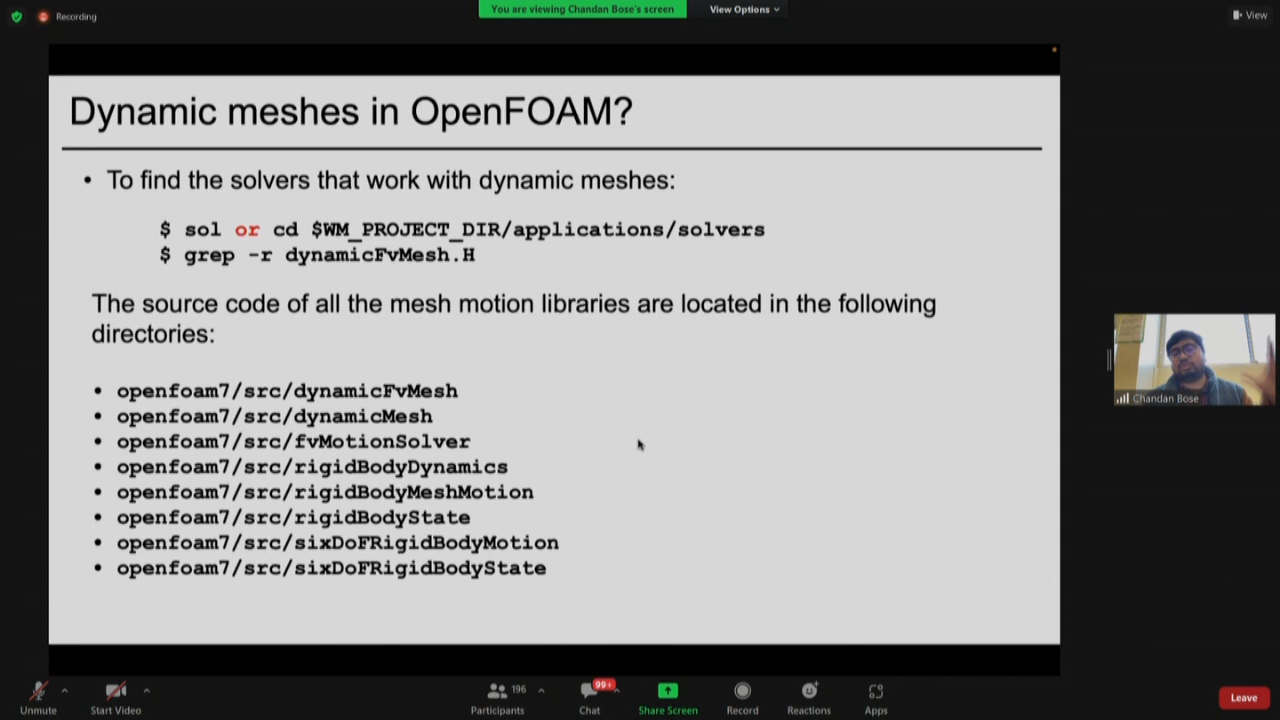 Recording
You are viewing Chandan Bose's screen
View Options
View
Dynamic meshes in OpenFOAM?
• To find the solvers that work with dynamic meshes:
$ sol or cd $WM_PROJECT_DIR/applications/solvers
$ grep -r dynamicFvMesh.H
The source code of all the mesh motion libraries are located in the following
directories:
• openfoam7/src/dynamicFvMesh
• openfoam7/src/dynamicMesh
• openfoam7/src/fvMotionSolver
• openfoam7/src/rigidBodyDynamics
• openfoam7/src/rigidBodyMeshMotion
• openfoam7/src/rigidBodyState
• openfoam7/src/sixDoFRigidBodyMotion
• openfoam7/src/sixDoFRigidBodyState
Chandan Bose
Unmute
Start Video
196
Participants
99+
Chat
Share Screen
Record
Reactions
Apps
Leave